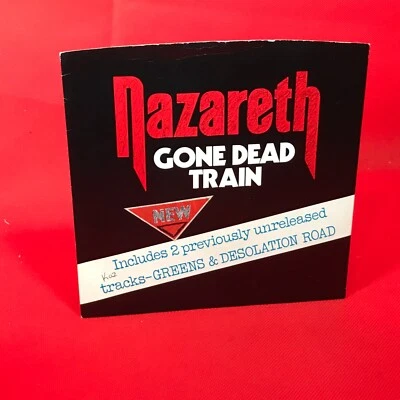 nazareth
GONE DEAD
TRAIN
NEW
Includes 2 previously unreleased
tracks-GREENS & DESOLATION ROAD